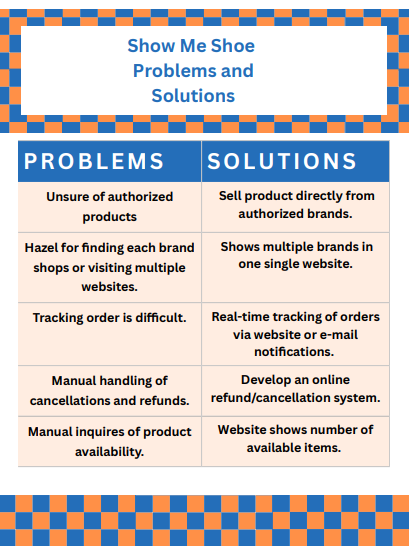 Show Me Shoe
Problems and
Solutions
PROBLEMS
SOLUTIONS
Unsure of authorized
products
Sell product directly from
authorized brands.
Hazel for finding each brand
shops or visiting multiple
websites.
Shows multiple brands in
one single website.
Tracking order is difficult.
Real-time tracking of orders
via website or e-mail
notifications.
Manual handling of
cancellations and refunds.
Develop an online
refund/cancellation system.
Manual inquires of product
availability.
Website shows number of
available items.